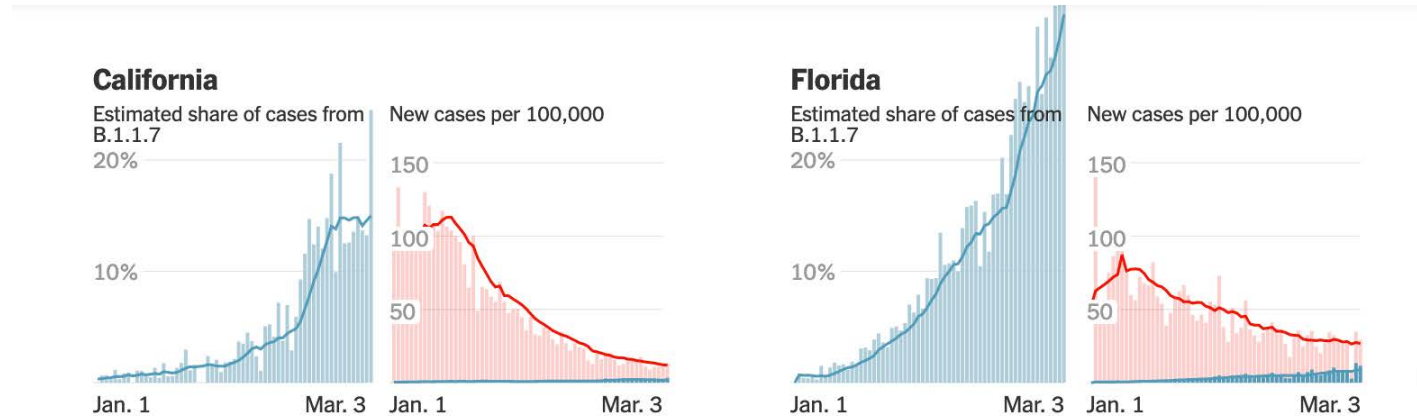 California
Estimated share of cases from
B.1.1.7
20%
10%
Jan. 1 Mar. 3
New cases per 100,000
150
100
50
Jan. 1 Mar. 3
Florida
Estimated share of cases from
B.1.1.7
20%
10%
Jan. 1 Mar. 3
New cases per 100,000
150
100
50
Jan. 1 Mar. 3